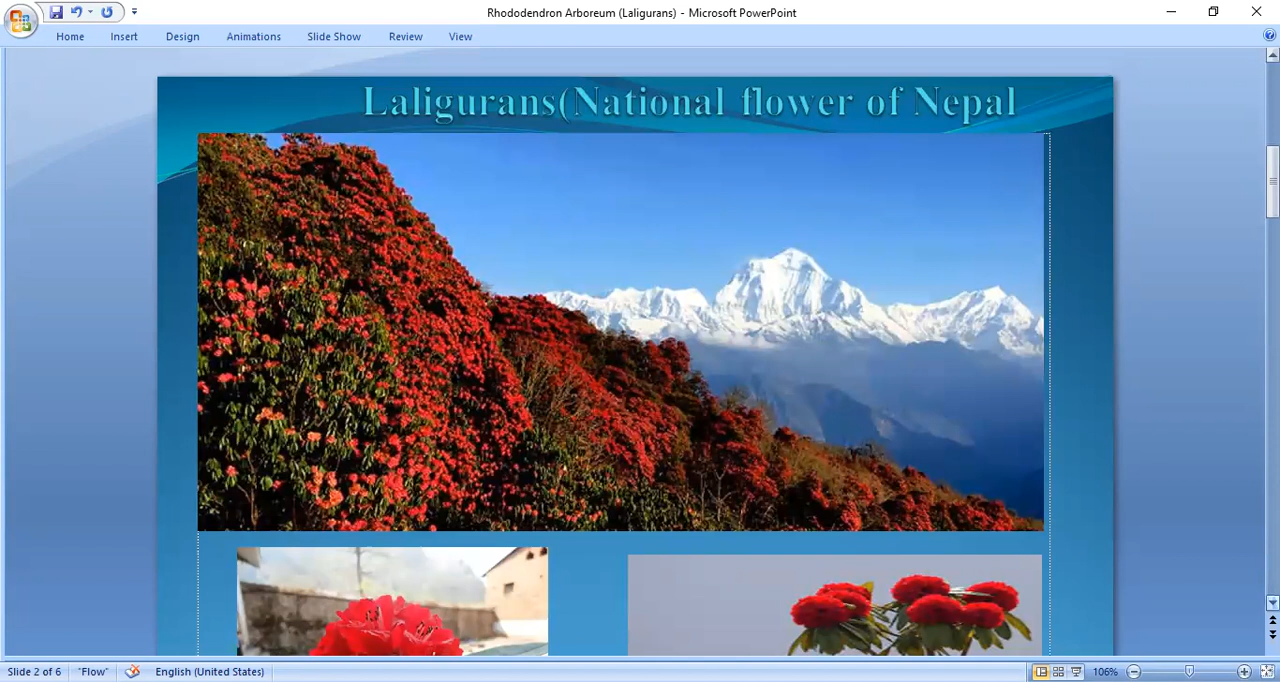 Rhododendron Arboreum (Laligurans) - Microsoft PowerPoint
Home Insert Design Animations Slide Show Review View
Laligurans(National flower of Nepal
Slide 2 of 6 "Flow" English (United States) 106%